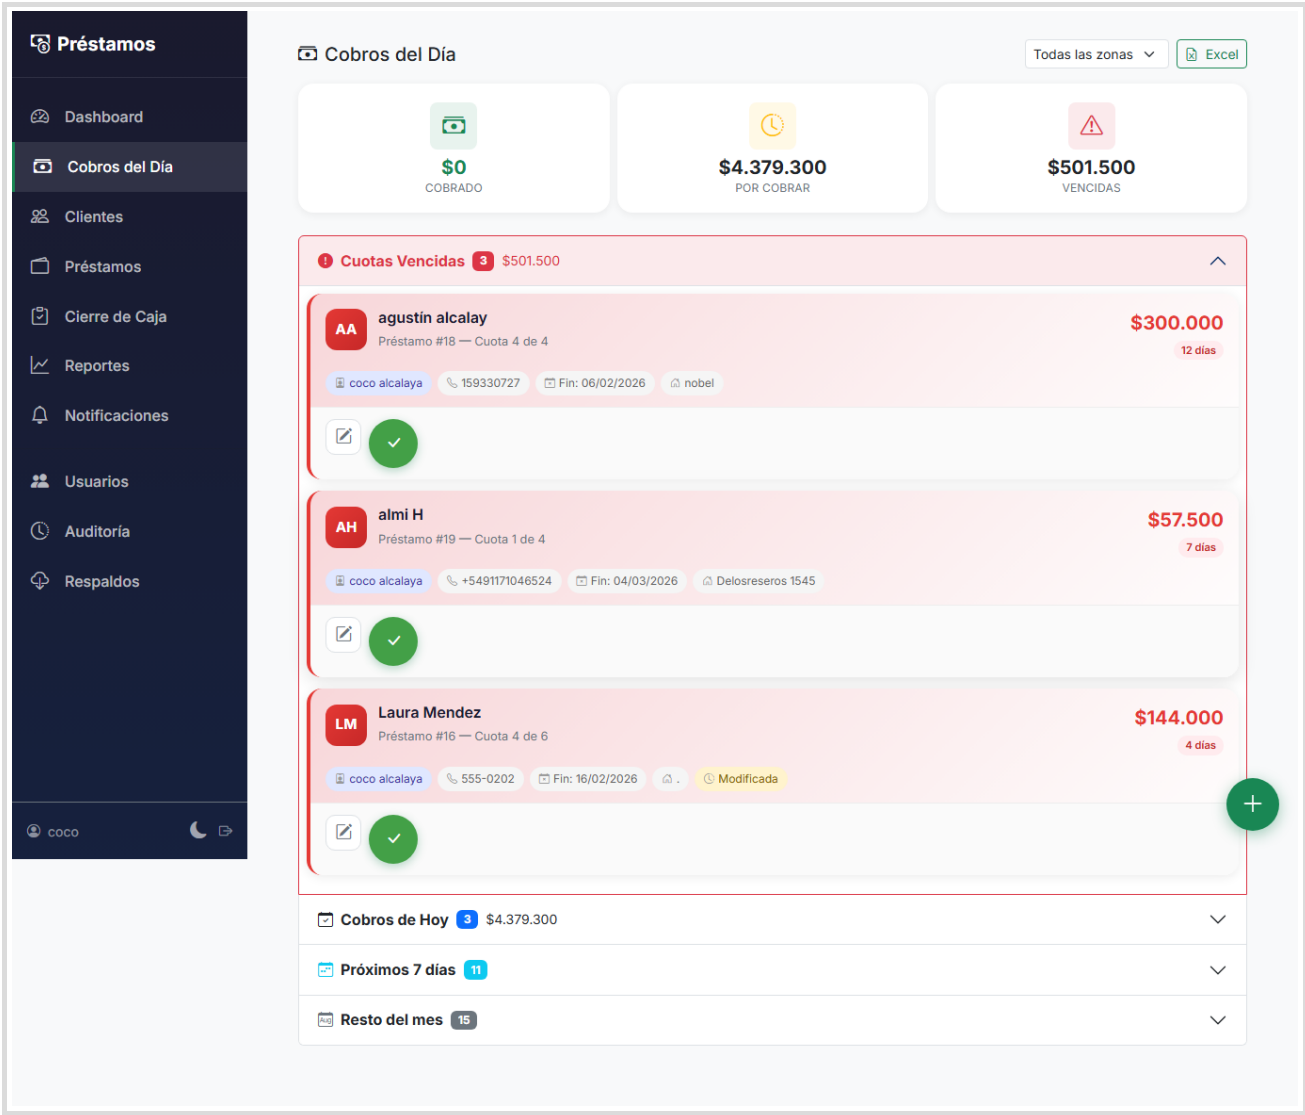 Préstamos
Dashboard
Cobros del Día
Clientes
Préstamos
Cierre de Caja
Reportes
Notificaciones
Usuarios
Auditoría
Respaldos
coco
Cobros del Día
Todas las zonas
Excel
$0
COBRADO
$4.379.300
POR COBRAR
$501.500
VENCIDAS
Cuotas Vencidas 3 $501.500
AA
agustín alcalay
Préstamo #18 — Cuota 4 de 4
$300.000
12 días
coco alcalaya 159330727 Fin: 06/02/2026 nobel
AH
almi H
Préstamo #19 — Cuota 1 de 4
$57.500
7 días
coco alcalaya +5491171046524 Fin: 04/03/2026 Delosreseros 1545
LM
Laura Mendez
Préstamo #16 — Cuota 4 de 6
$144.000
4 días
coco alcalaya 555-0202 Fin: 16/02/2026 . Modificada
Cobros de Hoy 3 $4.379.300
Próximos 7 días 11
Aug Resto del mes 15